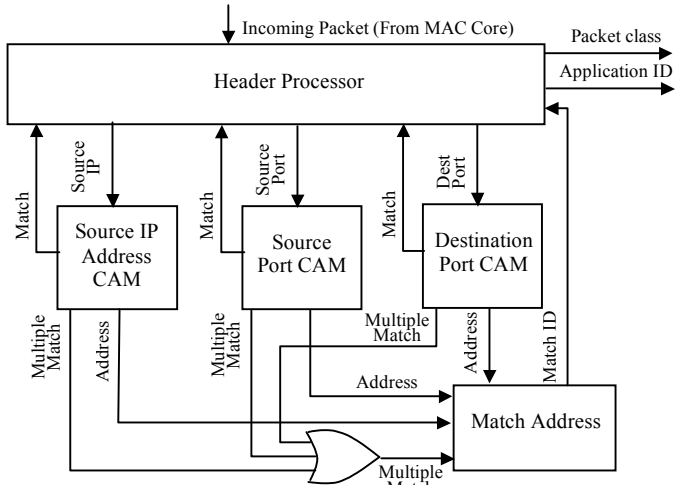 Incoming Packet (From MAC Core)
Packet class
Header Processor
Application ID
Match
Source
IP
Match
Source
Port
Match
Dest
Port
Source IP
Address
CAM
Source
Port CAM
Destination
Port CAM
Multiple
Match
Address
Multiple
Match
Multiple
Match
Address
Match ID
Address
Match Address
Multiple
Match